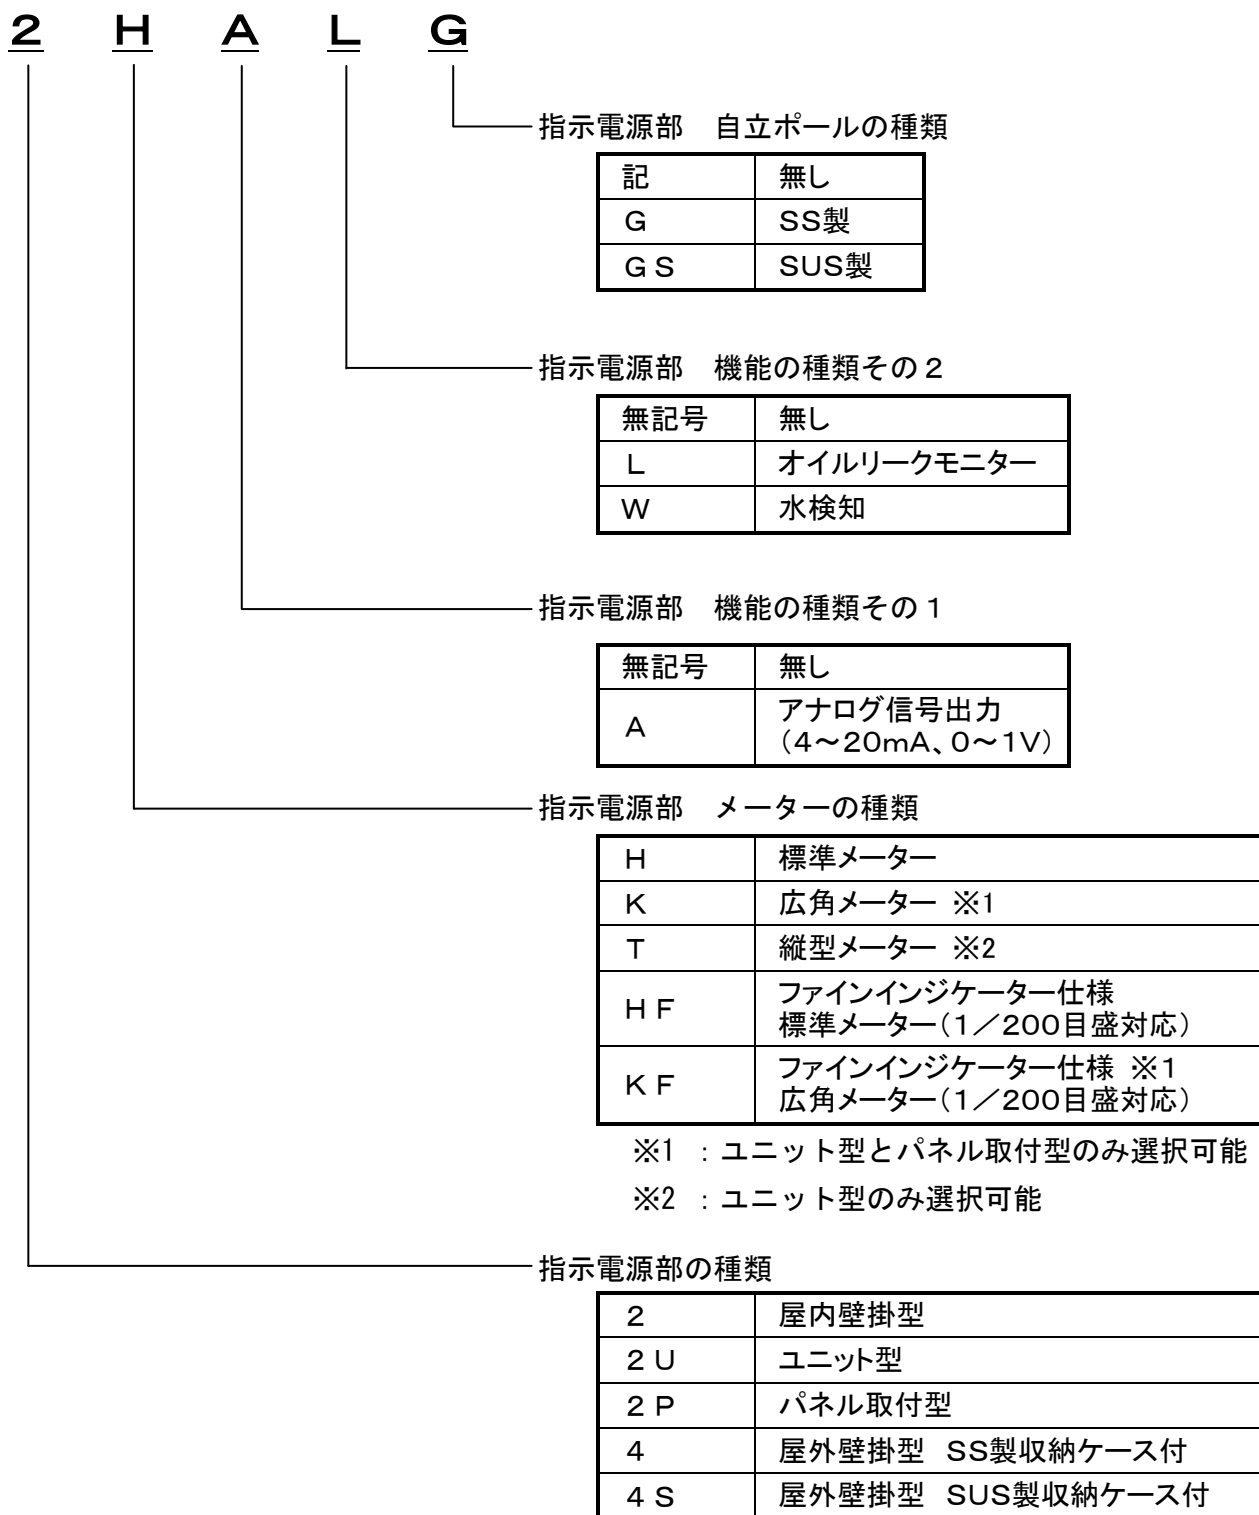 2 H A L G
指示電源部　自立ポールの種類
記 無し
G SS製
GS SUS製
指示電源部　機能の種類その2
無記号 無し
L オイルリークモニター
W 水検知
指示電源部　機能の種類その1
無記号 無し
A アナログ信号出力
（4～20mA、0～1V）
指示電源部　メーターの種類
H 標準メーター
K 広角メーター ※1
T 縦型メーター ※2
HF ファインインジケーター仕様
標準メーター（1／200目盛対応）
KF ファインインジケーター仕様 ※1
広角メーター（1／200目盛対応）
※1 ：ユニット型とパネル取付型のみ選択可能
※2 ：ユニット型のみ選択可能
指示電源部の種類
2 屋内壁掛型
2U ユニット型
2P パネル取付型
4 屋外壁掛型　SS製収納ケース付
4S 屋外壁掛型　SUS製収納ケース付